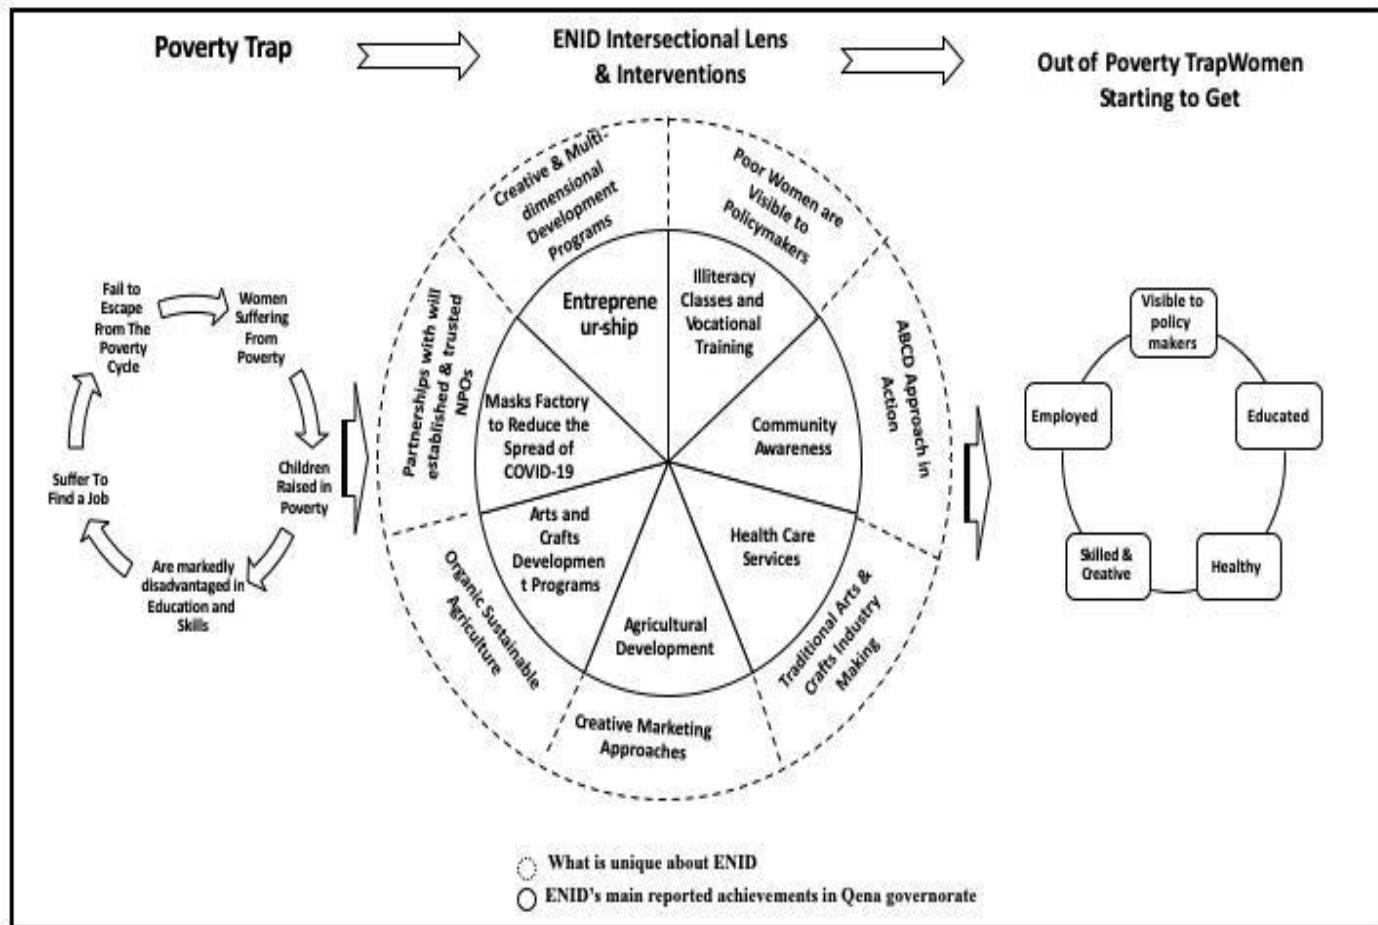 Poverty Trap
ENID Intersectional Lens
& Interventions
Out of Poverty TrapWomen
Starting to Get
Fail to
Escape
From The
Poverty
Cycle
Women
Suffering
From
Poverty
Children
Raised in
Poverty
Are markedly
disadvantaged in
Education and
Skills
Suffer To
Find a Job
Creative & Multi-
dimensional
Development
Programs
Poor Women are
Visible to
Policymakers
ABCD Approach in
Action
Traditional Arts &
Crafts Industry
Making
Creative Marketing
Approaches
Organic Sustainable
Agriculture
Partnerships with will
established & trusted
NPOs
Entreprene
ur-ship
Illiteracy
Classes and
Vocational
Training
Community
Awareness
Health Care
Services
Agricultural
Development
Arts and
Crafts
Developmen
t Programs
Masks Factory
to Reduce the
Spread of
COVID-19
Visible to
policy
makers
Educated
Healthy
Skilled &
Creative
Employed
What is unique about ENID
ENID's main reported achievements in Qena governorate